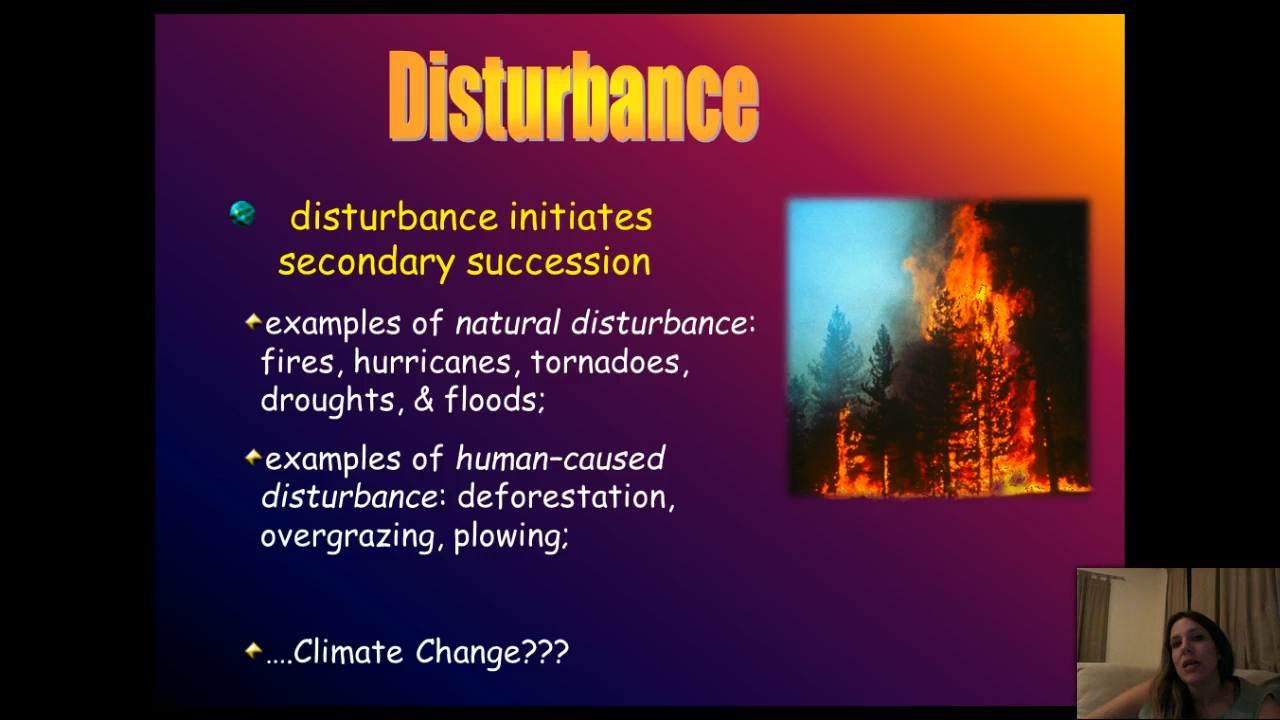 Disturbance
disturbance initiates
secondary succession
examples of natural disturbance:
fires, hurricanes, tornadoes,
droughts, & floods;
examples of human-caused
disturbance: deforestation,
overgrazing, plowing;
....Climate Change???